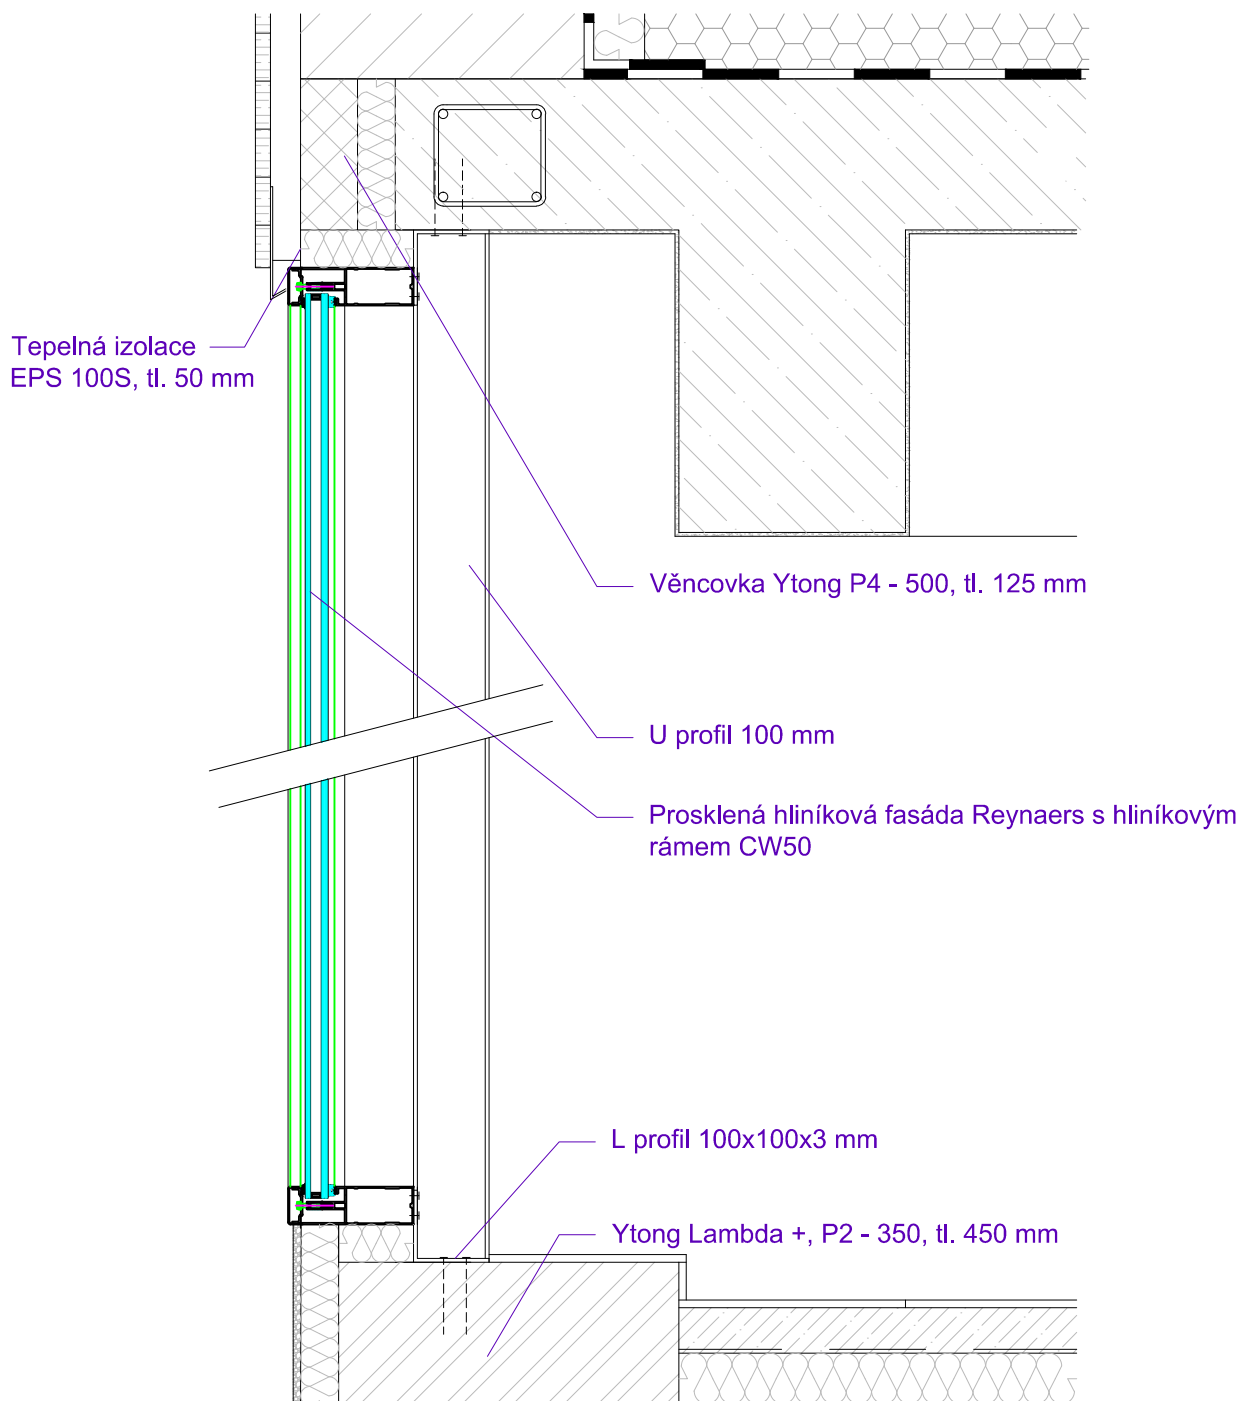 Tepelná izolace
EPS 100S, tl. 50 mm
Věncovka Ytong P4 - 500, tl. 125 mm
U profil 100 mm
Prosklená hliníková fasáda Reynaers s hliníkovým
rámem CW50
L profil 100x100x3 mm
Ytong Lambda +, P2 - 350, tl. 450 mm